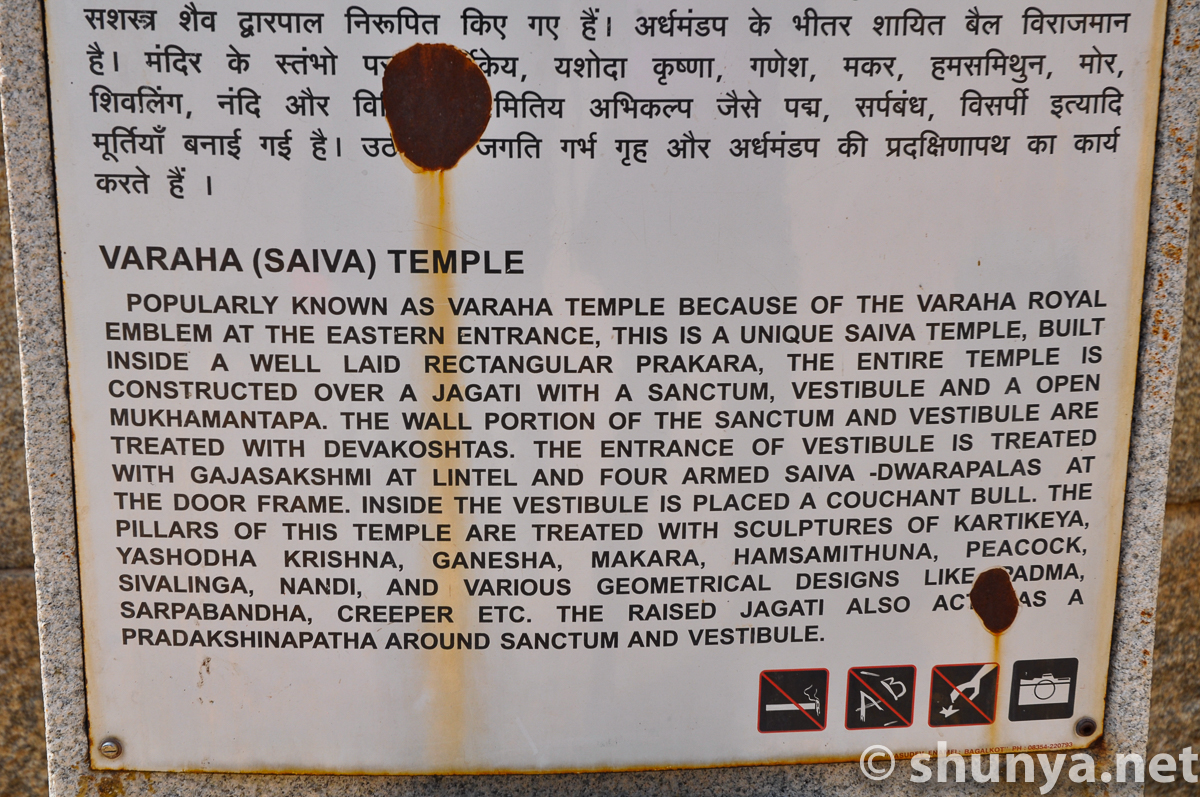 सशस्त्र शैव द्वारपाल निरूपित किए गए हैं। अर्धमंडप के भीतर शायित बैल विराजमान
है। मंदिर के स्तंभो यशोदा कृष्णा, गणेश, मकर, हमसमिथुन, मोर,
शिवलिंग, नंदि और अभिकल्प जैसे पद्म, सर्पबंध, विसर्पी इत्यादि
मूर्तियाँ बनाई गई है। जगति गर्भ गृह और अर्धमंडप की प्रदक्षिणापथ का कार्य
करते हैं ।
VARAHA (SAIVA) TEMPLE
POPULARLY KNOWN AS VARAHA TEMPLE BECAUSE OF THE VARAHA ROYAL
EMBLEM AT THE EASTERN ENTRANCE, THIS IS A UNIQUE SAIVA TEMPLE, BUILT
INSIDE A WELL LAID RECTANGULAR PRAKARA, THE ENTIRE TEMPLE IS
CONSTRUCTED OVER A JAGATI WITH A SANCTUM, VESTIBULE AND A OPEN
MUKHAMANTAPA. THE WALL PORTION OF THE SANCTUM AND VESTIBULE ARE
TREATED WITH DEVAKOSHTAS. THE ENTRANCE OF VESTIBULE IS TREATED
WITH GAJASAKSHMI AT LINTEL AND FOUR ARMED SAIVA -DWARAPALAS AT
THE DOOR FRAME. INSIDE THE VESTIBULE IS PLACED A COUCHANT BULL. THE
PILLARS OF THIS TEMPLE ARE TREATED WITH SCULPTURES OF KARTIKEYA,
YASHODHA KRISHNA, GANESHA, MAKARA, HAMSAMITHUNA, PEACOCK,
SIVALINGA, NANDI, AND VARIOUS GEOMETRICAL DESIGNS LIKE PADMA,
SARPABANDHA, CREEPER ETC. THE RAISED JAGATI ALSO AS A
PRADAKSHINAPATHA AROUND SANCTUM AND VESTIBULE.
A B
BAGALKOT PH : 08354-220793
© shunya.net